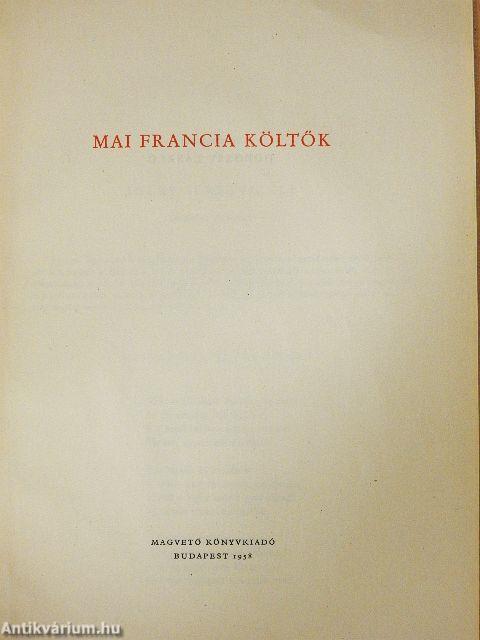 MAI FRANCIA KÖLTŐK
MAGVETŐ KÖNYVKIADÓ
BUDAPEST 1958
Antikvárium.hu